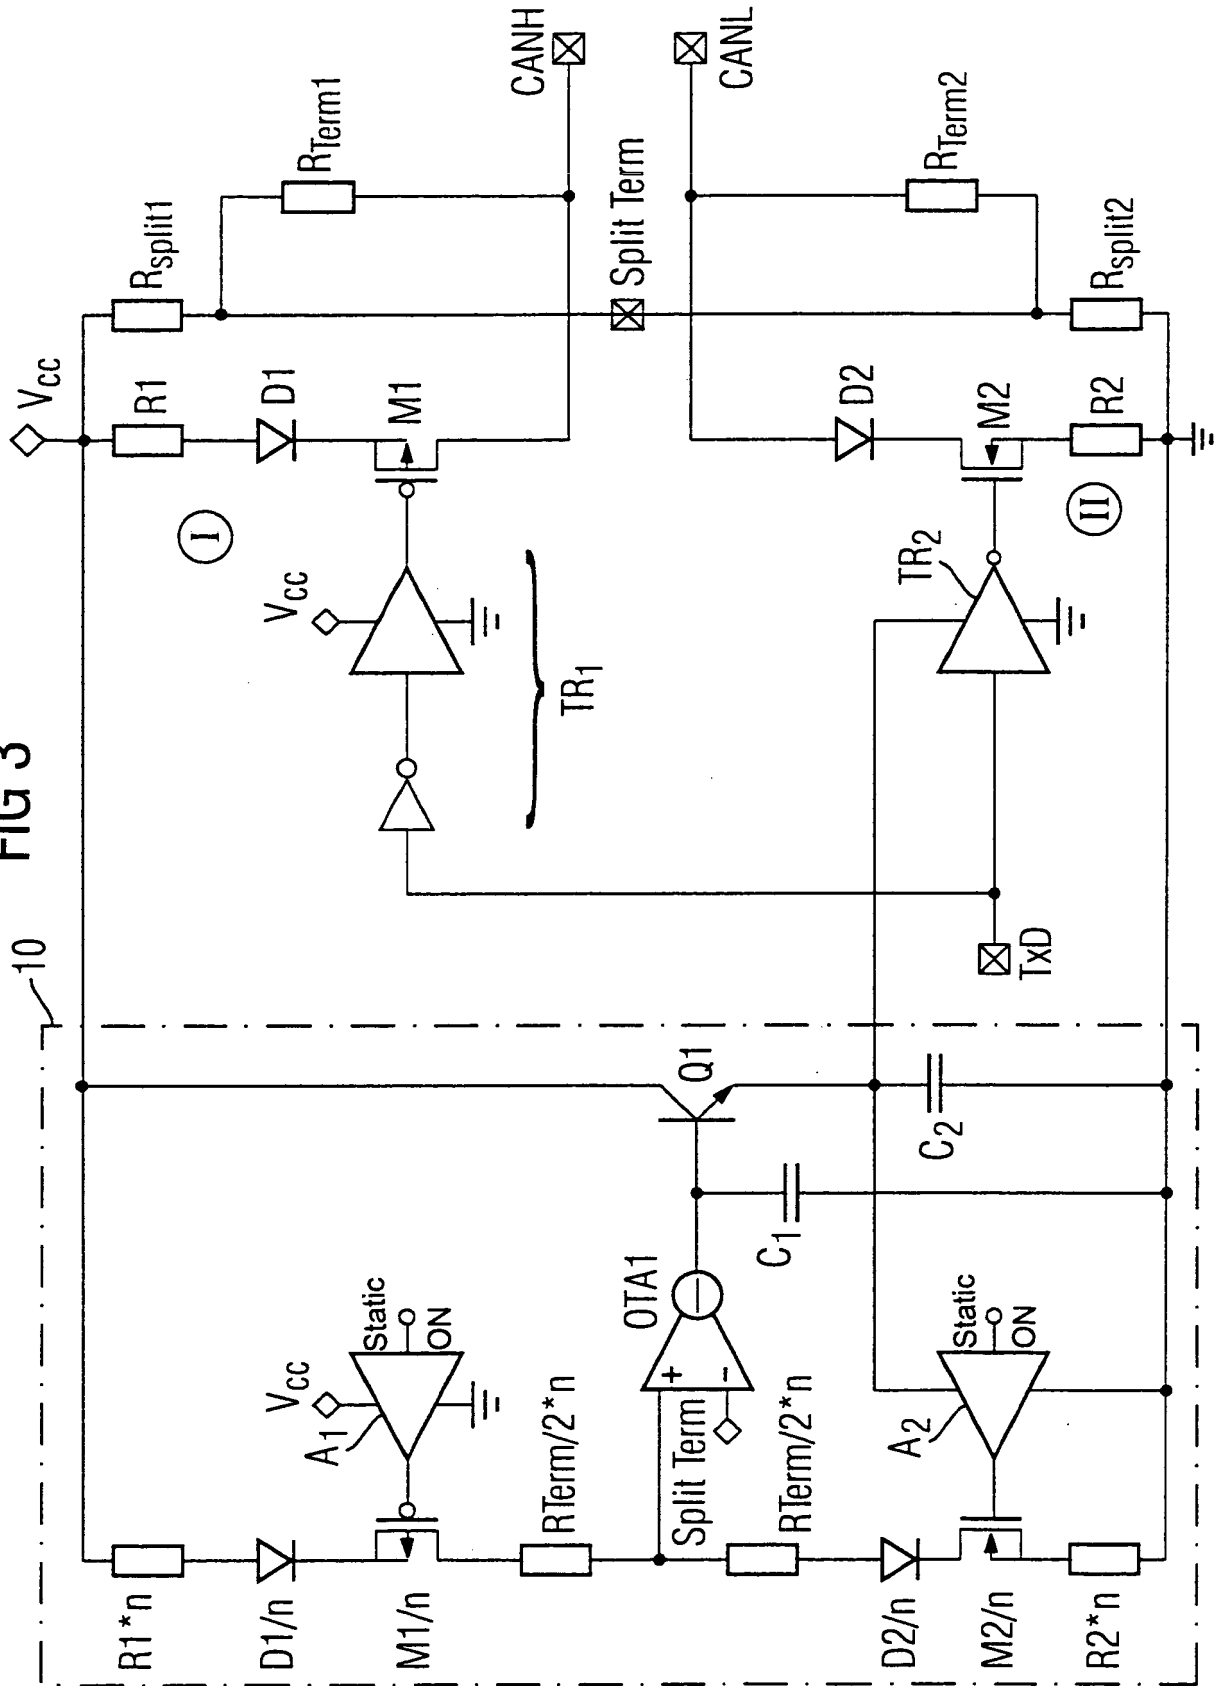 FIG 3
10
VCC
R1
D1
M1
I
VCC
TR1
Rsplit1
RTerm1
CANH
CANL
Split Term
RTerm2
Rsplit2
D2
M2
R2
II
TR2
TxD
R1*n
D1/n
M1/n
VCC
A1
Static
ON
RTerm/2*n
Split Term
RTerm/2*n
+
-
OTA1
Q1
C1
C2
D2/n
M2/n
R2*n
A2
Static
ON